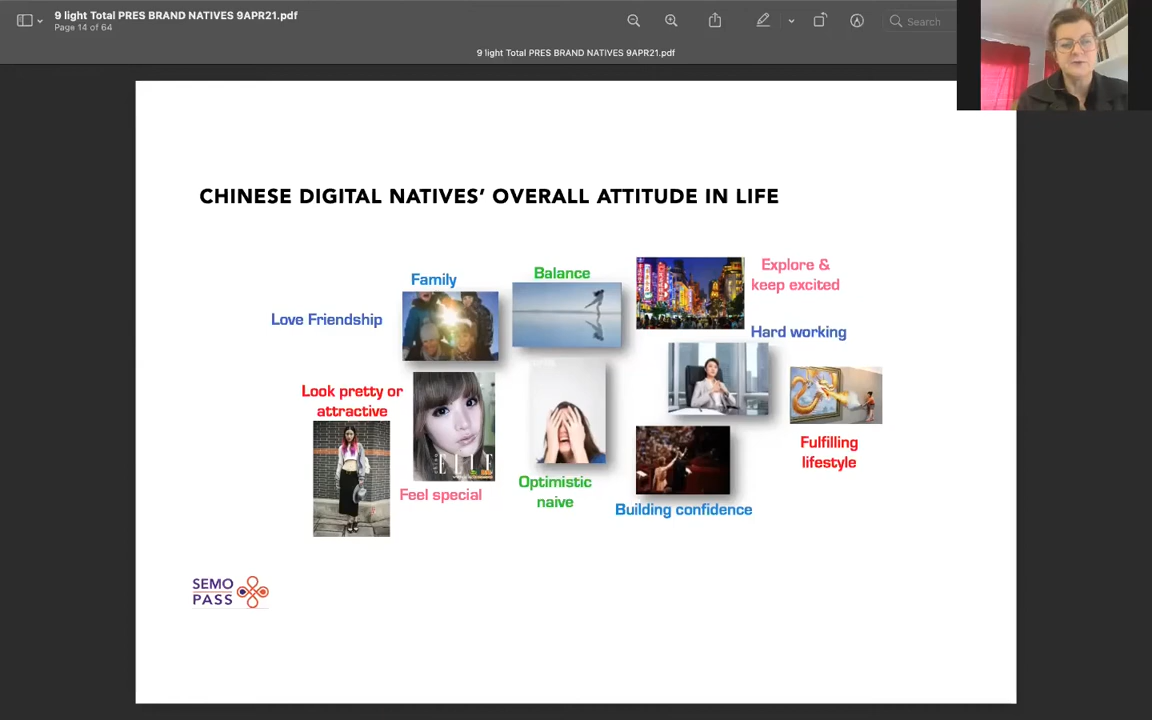 9 light Total PRES BRAND NATIVES 9APR21.pdf
Page 14 of 64
Search
9 light Total PRES BRAND NATIVES 9APR21.pdf
CHINESE DIGITAL NATIVES' OVERALL ATTITUDE IN LIFE
Family
Balance
Explore &
keep excited
Love Friendship
Hard working
Look pretty or
attractive
ELLE
Fulfilling
lifestyle
Feel special
Optimistic
naive
Building confidence
SEMO
PASS